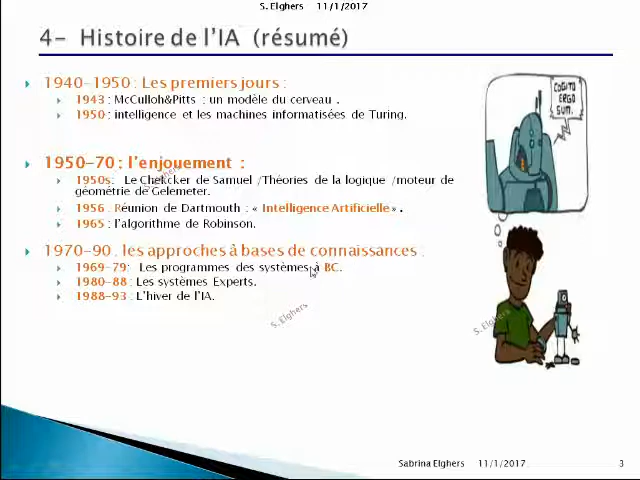 S. Elghers 11/1/2017
4- Histoire de l'IA (résumé)
1940-1950 : Les premiers jours :
1943 : McCulloh&Pitts : un modèle du cerveau .
1950 : intelligence et les machines informatisées de Turing.
1950-70 : l'enjouement :
1950s: Le Chekcker de Samuel /Théories de la logique /moteur de
géométrie de Gelemeter.
1956 : Réunion de Dartmouth : « Intelligence Artificielle » .
1965 : l'algorithme de Robinson.
1970-90 : les approches à bases de connaissances :
1969-79: Les programmes des systèmes à BC.
1980-88 : Les systèmes Experts.
1988-93 : L'hiver de l'IA.
COGITO
ERGO
SUM.
S. Elghers
S. Elghers
S. Elghers
Sabrina Elghers 11/1/2017 3